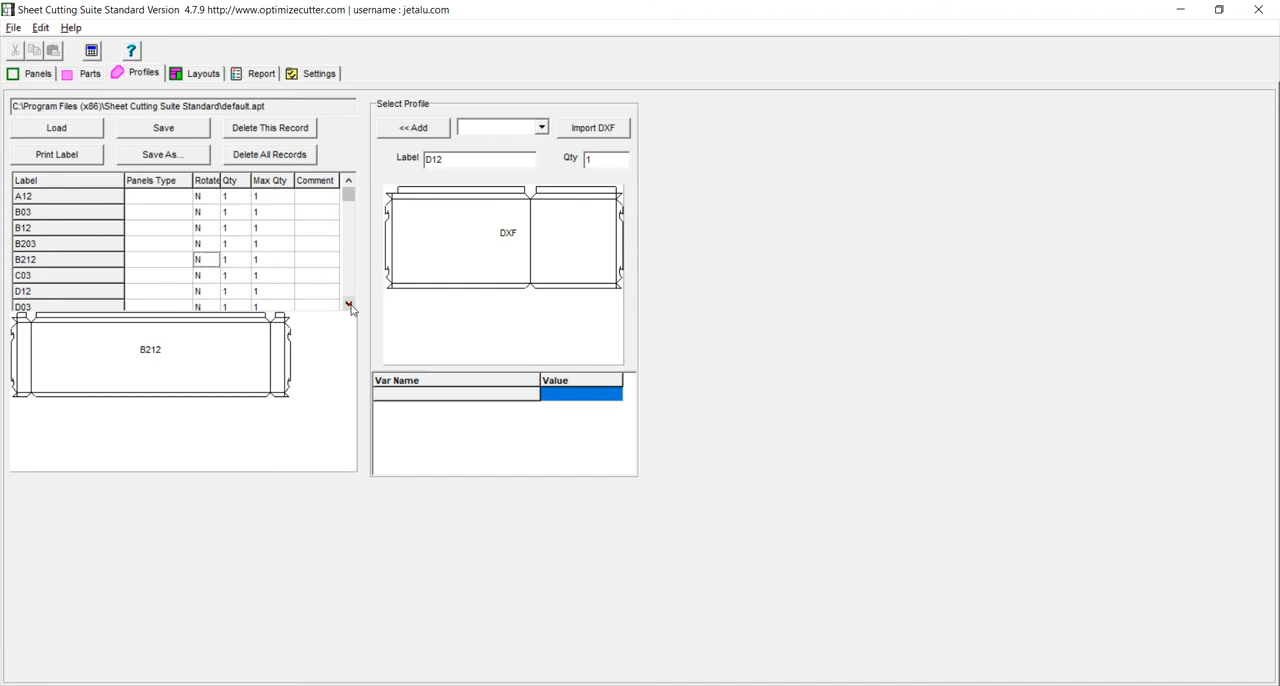 Sheet Cutting Suite Standard Version 4.7.9 http://www.optimizecutter.com | username : jetalu.com
File Edit Help
Panels Parts Profiles Layouts Report Settings
C:\Program Files (x86)\Sheet Cutting Suite Standard\default.apt
Load Save Delete This Record
Print Label Save As... Delete All Records
Label Panels Type Rotate Qty Max Qty Comment
A12 N 1 1
B03 N 1 1
B12 N 1 1
B203 N 1 1
B212 N 1 1
C03 N 1 1
D12 N 1 1
D03 N 1 1
B212
Select Profile
<< Add Import DXF
Label D12 Qty 1
DXF
Var Name Value